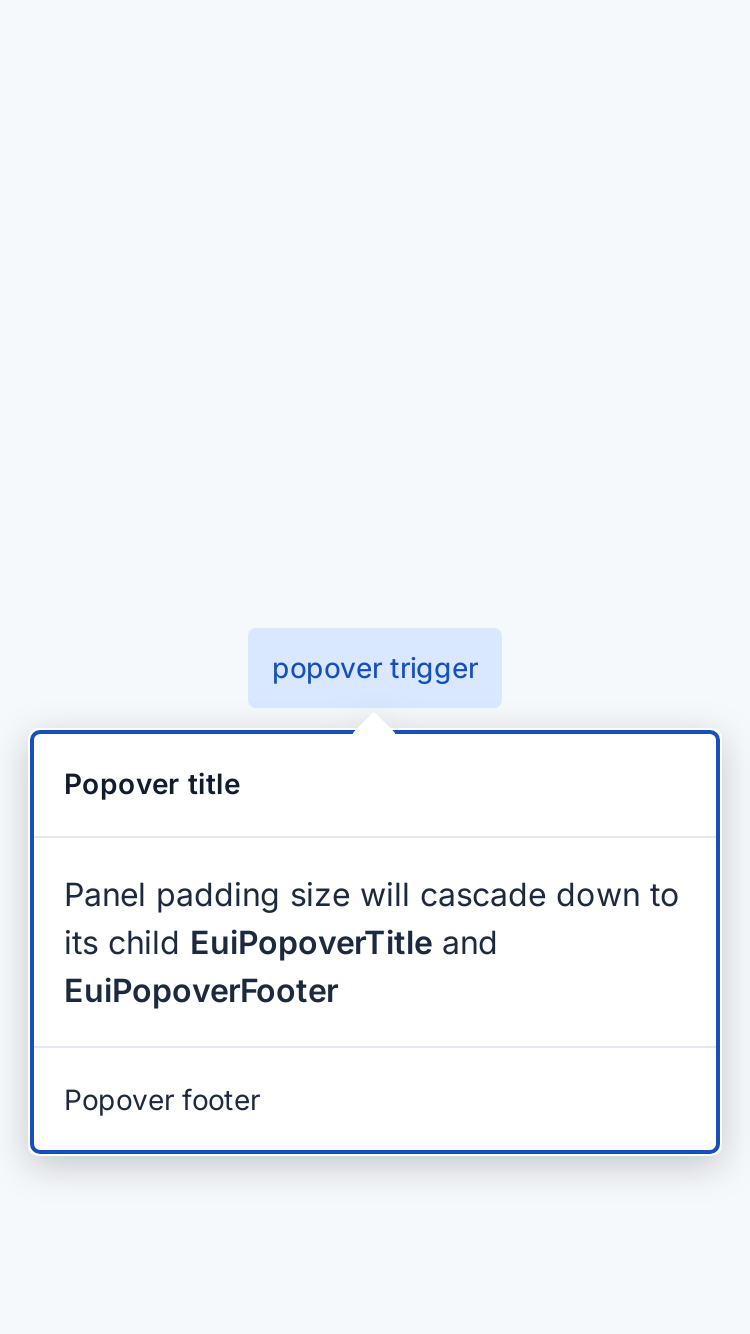 popover trigger
Popover title
Panel padding size will cascade down to
its child EuiPopoverTitle and
EuiPopoverFooter
Popover footer